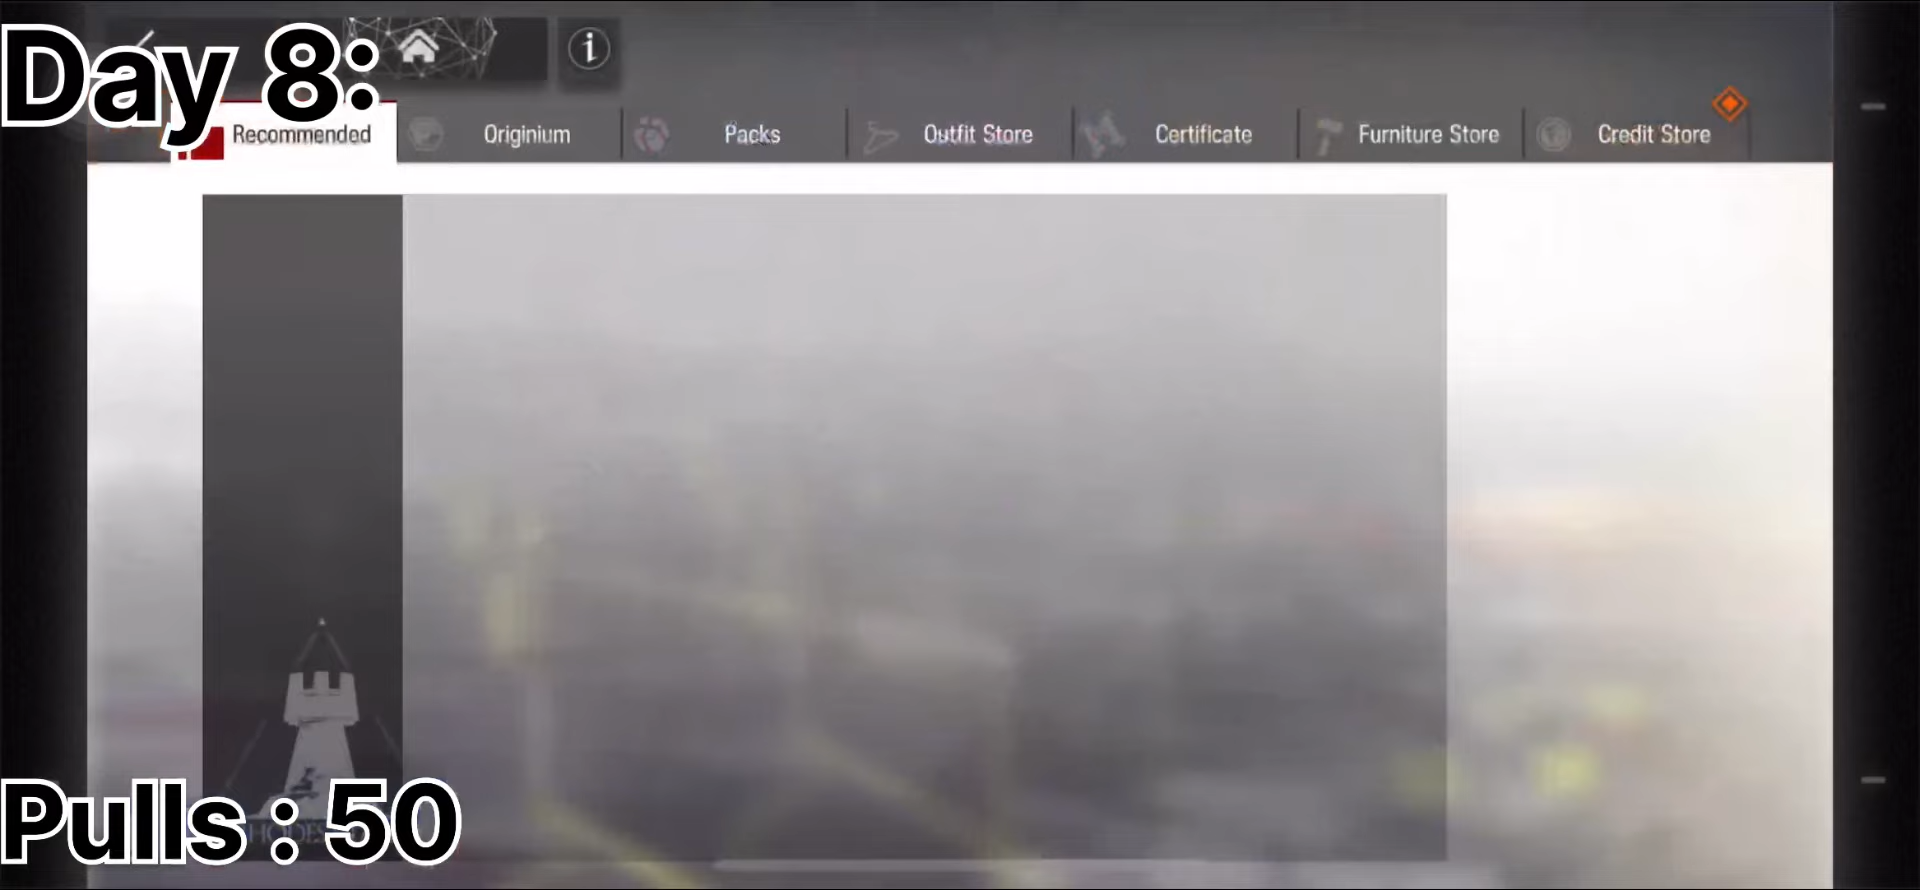 Day 8:
Recommended
Originium
Packs
Outfit Store
Certificate
Furniture Store
Credit Store
Pulls : 50